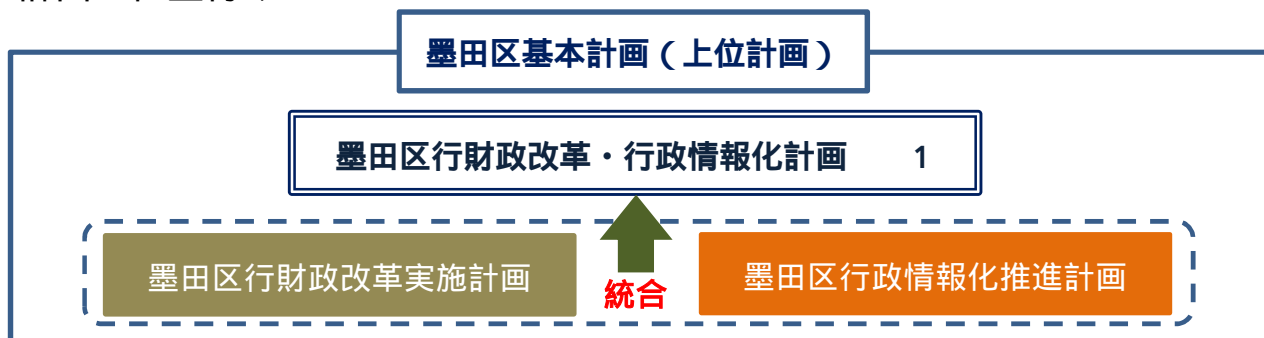 墨田区基本計画（上位計画）
墨田区行財政改革・行政情報化計画　　1
墨田区行財政改革実施計画
統合
墨田区行政情報化推進計画